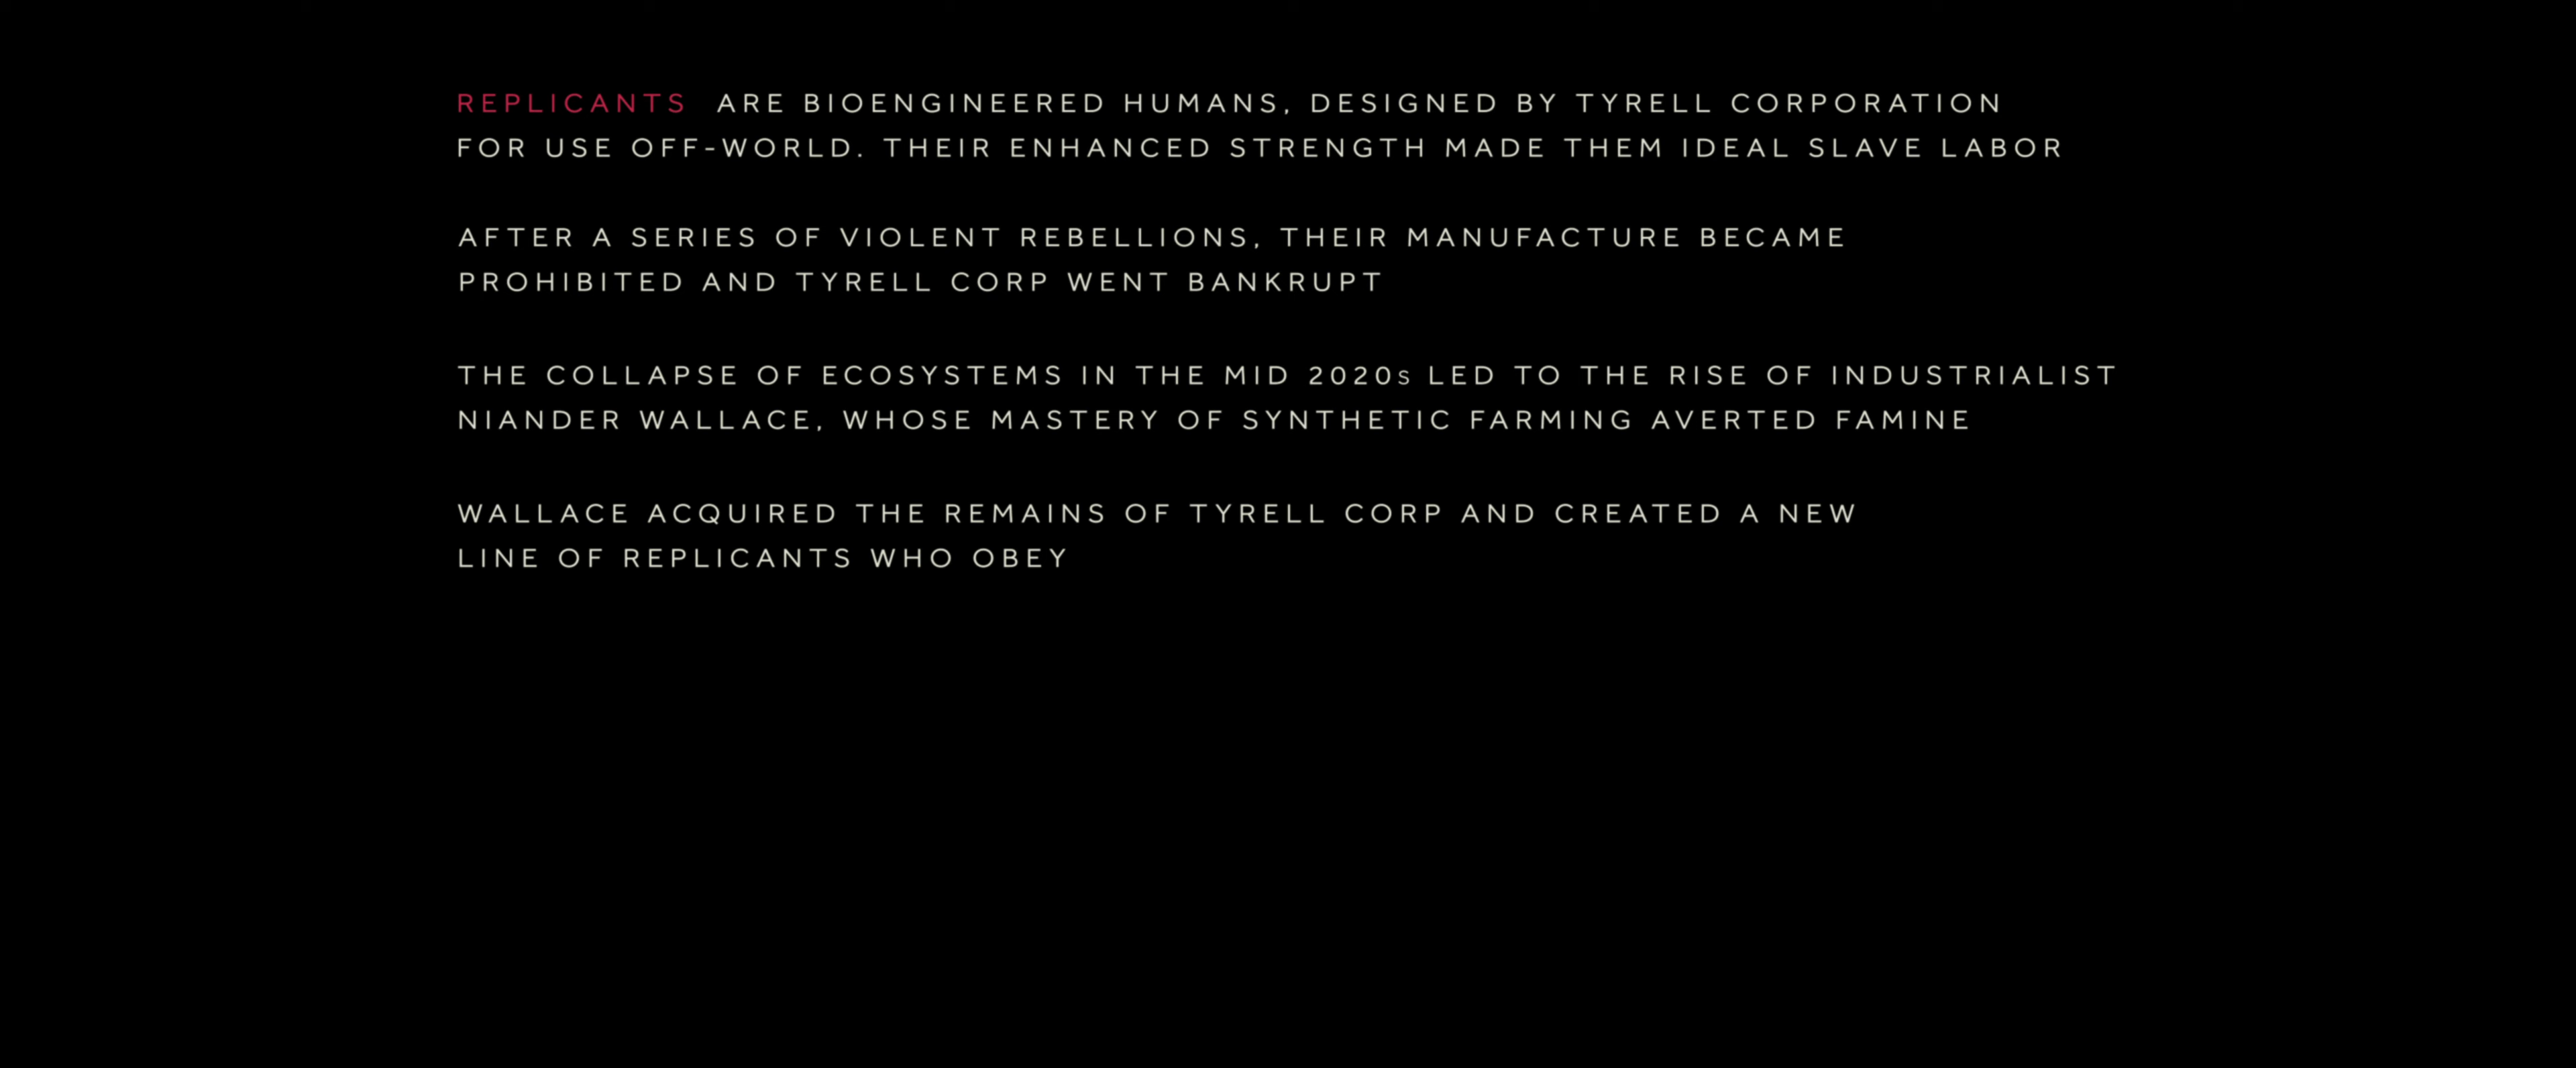 REPLICANTS ARE BIOENGINEERED HUMANS, DESIGNED BY TYRELL CORPORATION
FOR USE OFF-WORLD. THEIR ENHANCED STRENGTH MADE THEM IDEAL SLAVE LABOR
AFTER A SERIES OF VIOLENT REBELLIONS, THEIR MANUFACTURE BECAME
PROHIBITED AND TYRELL CORP WENT BANKRUPT
THE COLLAPSE OF ECOSYSTEMS IN THE MID 2020s LED TO THE RISE OF INDUSTRIALIST
NIANDER WALLACE, WHOSE MASTERY OF SYNTHETIC FARMING AVERTED FAMINE
WALLACE ACQUIRED THE REMAINS OF TYRELL CORP AND CREATED A NEW
LINE OF REPLICANTS WHO OBEY